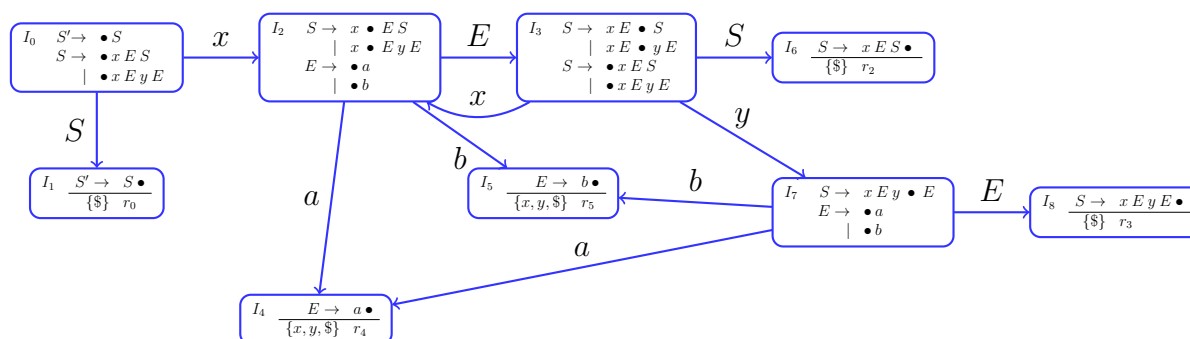 I0 S′→ • S
S → • x E S
| • x E y E
x
I2 S → x • E S
| x • E y E
E → • a
| • b
E
I3 S → x E • S
| x E • y E
S → • x E S
| • x E y E
S
I6 S → x E S •
{$} r2
x
y
S
I1 S′ → S •
{$} r0
a
b
I5 E → b •
{x, y, $} r5
b
I7 S → x E y • E
E → • a
| • b
E
I8 S → x E y E •
{$} r3
a
I4 E → a •
{x, y, $} r4